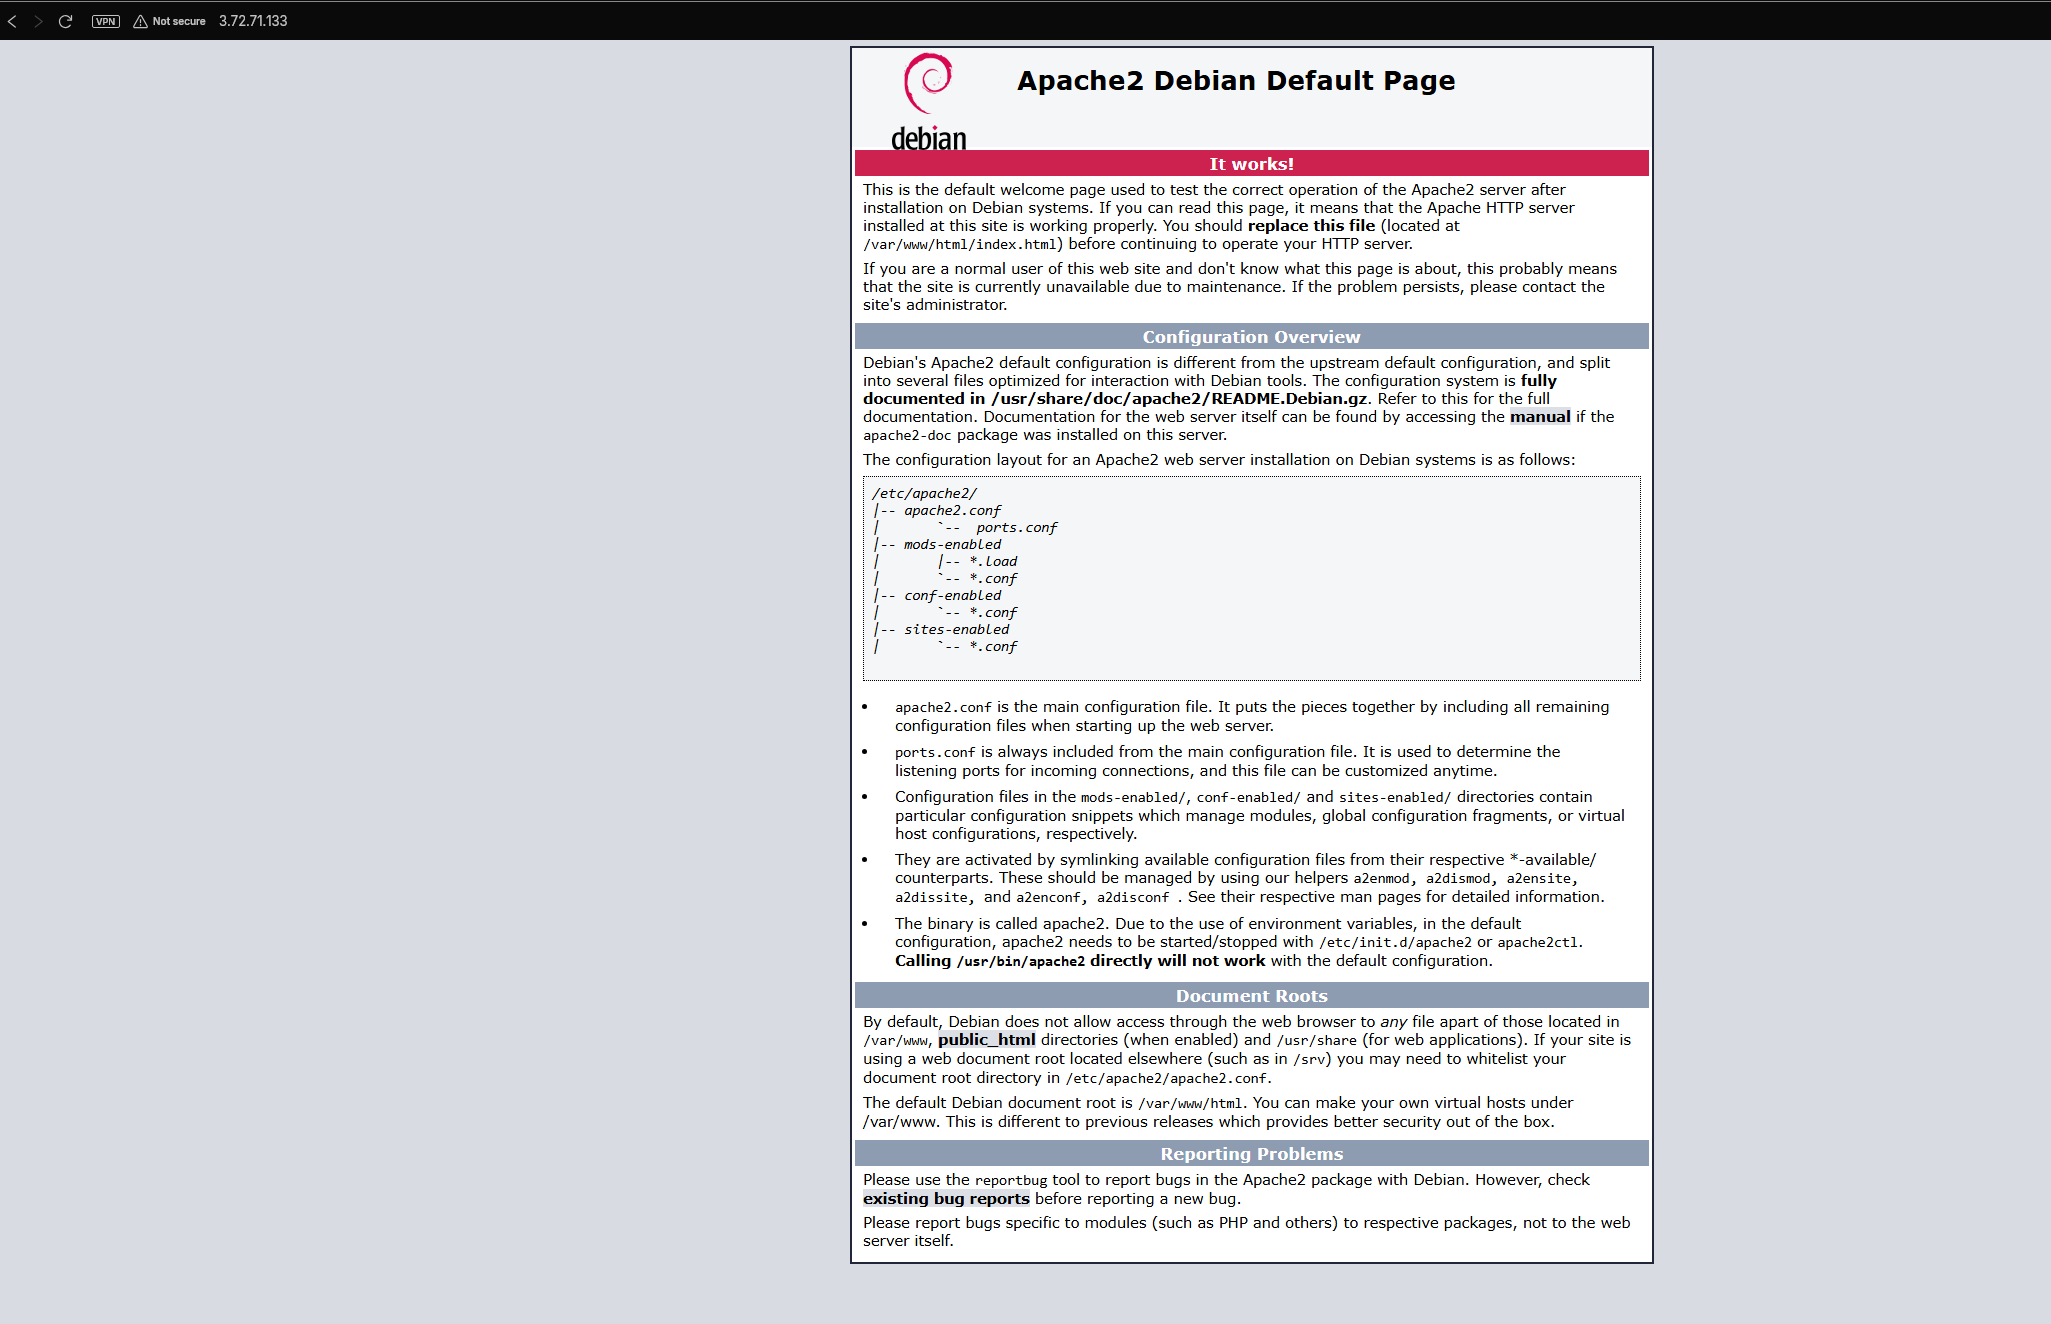 VPN Not secure 3.72.71.133
debian
Apache2 Debian Default Page
It works!
This is the default welcome page used to test the correct operation of the Apache2 server after
installation on Debian systems. If you can read this page, it means that the Apache HTTP server
installed at this site is working properly. You should replace this file (located at
/var/www/html/index.html) before continuing to operate your HTTP server.
If you are a normal user of this web site and don't know what this page is about, this probably means
that the site is currently unavailable due to maintenance. If the problem persists, please contact the
site's administrator.
Configuration Overview
Debian's Apache2 default configuration is different from the upstream default configuration, and split
into several files optimized for interaction with Debian tools. The configuration system is fully
documented in /usr/share/doc/apache2/README.Debian.gz. Refer to this for the full
documentation. Documentation for the web server itself can be found by accessing the manual if the
apache2-doc package was installed on this server.
The configuration layout for an Apache2 web server installation on Debian systems is as follows:
/etc/apache2/
|-- apache2.conf
|       `--  ports.conf
|-- mods-enabled
|       |-- *.load
|       `-- *.conf
|-- conf-enabled
|       `-- *.conf
|-- sites-enabled
|       `-- *.conf
• apache2.conf is the main configuration file. It puts the pieces together by including all remaining
configuration files when starting up the web server.
• ports.conf is always included from the main configuration file. It is used to determine the
listening ports for incoming connections, and this file can be customized anytime.
• Configuration files in the mods-enabled/, conf-enabled/ and sites-enabled/ directories contain
particular configuration snippets which manage modules, global configuration fragments, or virtual
host configurations, respectively.
• They are activated by symlinking available configuration files from their respective *-available/
counterparts. These should be managed by using our helpers a2enmod, a2dismod, a2ensite,
a2dissite, and a2enconf, a2disconf . See their respective man pages for detailed information.
• The binary is called apache2. Due to the use of environment variables, in the default
configuration, apache2 needs to be started/stopped with /etc/init.d/apache2 or apache2ctl.
Calling /usr/bin/apache2 directly will not work with the default configuration.
Document Roots
By default, Debian does not allow access through the web browser to any file apart of those located in
/var/www, public_html directories (when enabled) and /usr/share (for web applications). If your site is
using a web document root located elsewhere (such as in /srv) you may need to whitelist your
document root directory in /etc/apache2/apache2.conf.
The default Debian document root is /var/www/html. You can make your own virtual hosts under
/var/www. This is different to previous releases which provides better security out of the box.
Reporting Problems
Please use the reportbug tool to report bugs in the Apache2 package with Debian. However, check
existing bug reports before reporting a new bug.
Please report bugs specific to modules (such as PHP and others) to respective packages, not to the web
server itself.